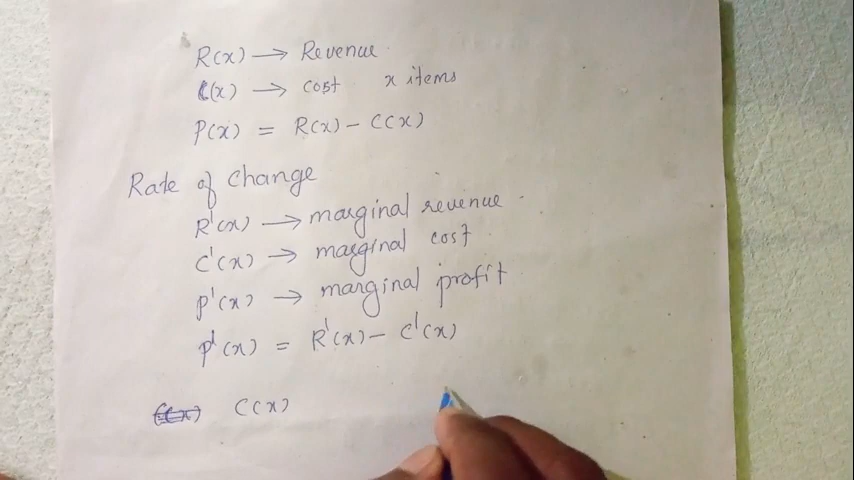 R(x) → Revenue
C(x) → cost x items
P(x) = R(x) - C(x)
Rate of change
R'(x) → marginal revenue
C'(x) → marginal cost
P'(x) → marginal profit
P'(x) = R'(x) - C'(x)
C(x)